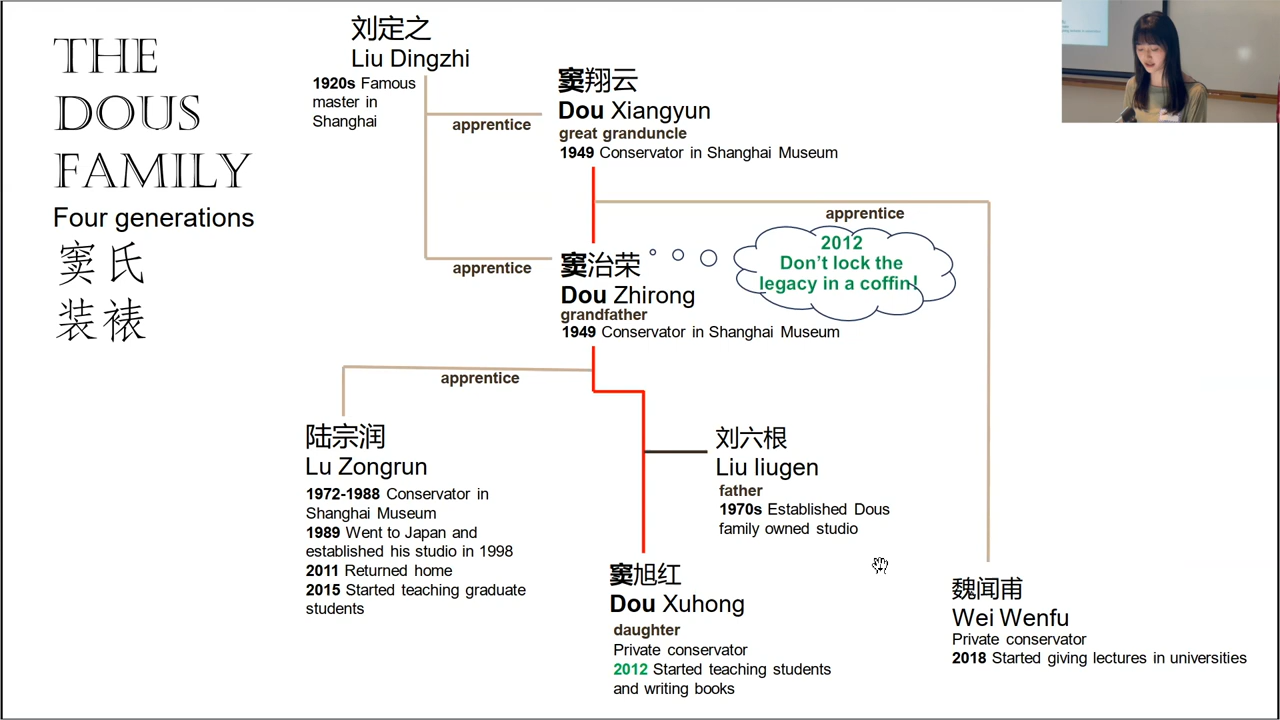 THE
DOUS
FAMILY
Four generations
窦氏
装裱
刘定之
Liu Dingzhi
1920s Famous
master in
Shanghai
apprentice
窦翔云
Dou Xiangyun
great granduncle
1949 Conservator in Shanghai Museum
apprentice
apprentice
窦治荣
Dou Zhirong
grandfather
1949 Conservator in Shanghai Museum
2012
Don't lock the
legacy in a coffin!
apprentice
陆宗润
Lu Zongrun
1972-1988 Conservator in
Shanghai Museum
1989 Went to Japan and
established his studio in 1998
2011 Returned home
2015 Started teaching graduate
students
刘六根
Liu liugen
father
1970s Established Dous
family owned studio
窦旭红
Dou Xuhong
daughter
Private conservator
2012 Started teaching students
and writing books
魏闻甫
Wei Wenfu
Private conservator
2018 Started giving lectures in universities